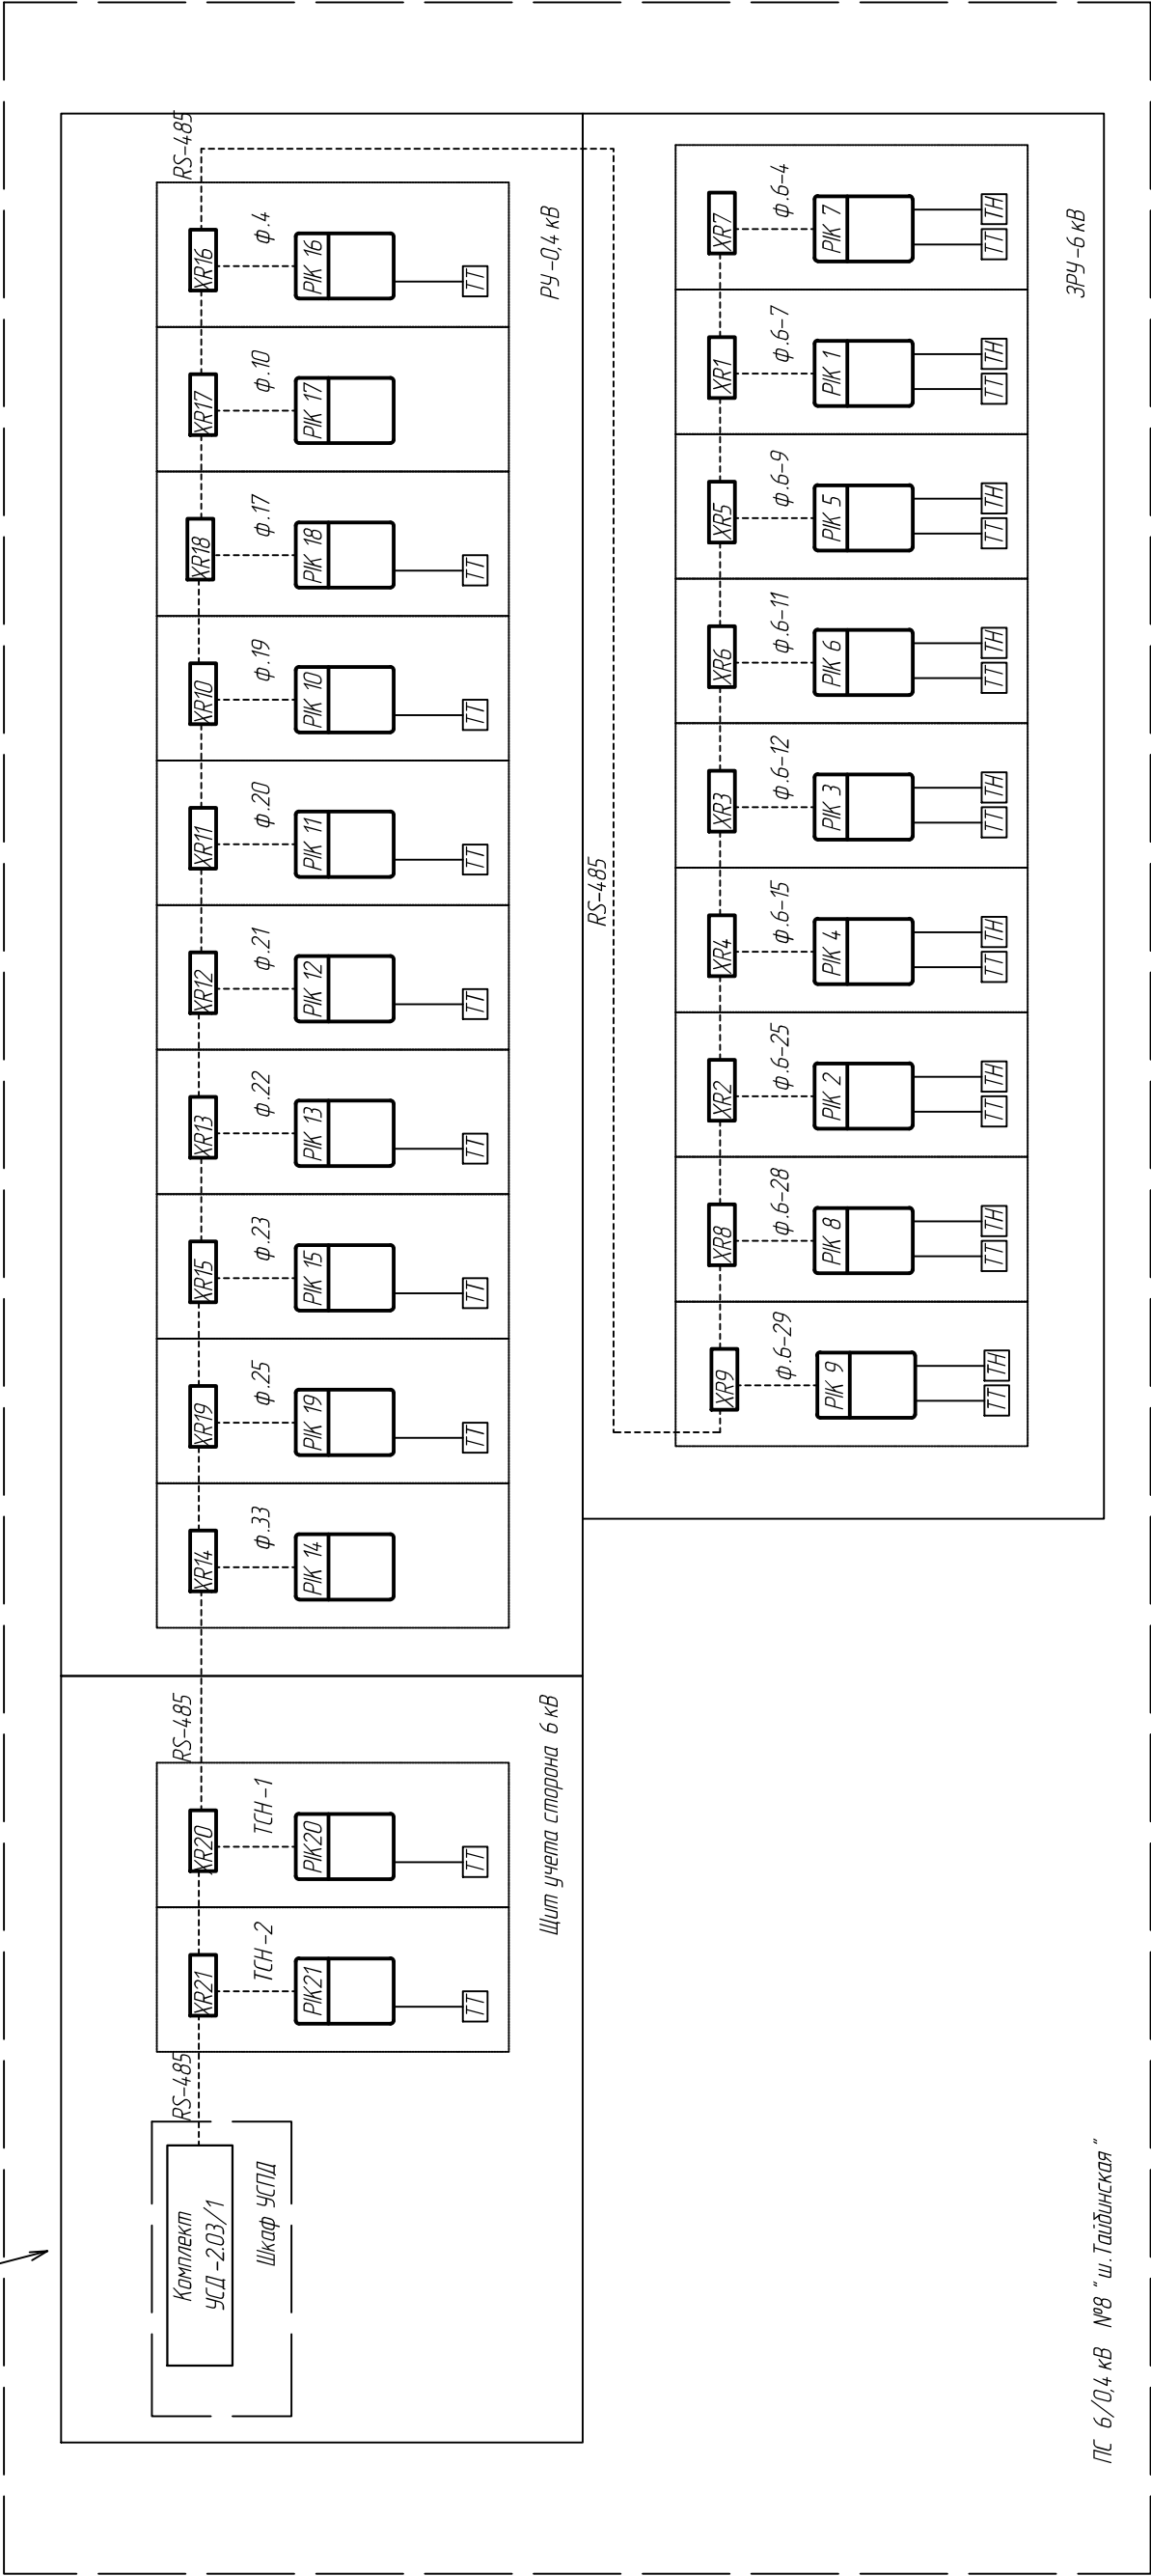 RS-485
RS-485
RS-485
Комплект
УСД-2.03/1
Шкаф УСПД
XR21
XR20
XR14
XR19
XR15
XR13
XR12
XR11
XR10
XR18
XR17
XR16
ТСН-2
ТСН-1
ф.33
ф.25
ф.23
ф.22
ф.21
ф.20
ф.19
ф.17
ф.10
ф.4
PIK21
PIK20
PIK 14
PIK 19
PIK 15
PIK 13
PIK 12
PIK 11
PIK 10
PIK 18
PIK 17
PIK 16
ТТ
ТТ
ТТ
ТТ
ТТ
ТТ
ТТ
ТТ
ТТ
ТТ
Щит учета сторона 6 кВ
РУ-0,4 кВ
RS-485
XR9
XR8
XR2
XR4
XR3
XR6
XR5
XR1
XR7
ф.6-29
ф.6-28
ф.6-25
ф.6-15
ф.6-12
ф.6-11
ф.6-9
ф.6-7
ф.6-4
PIK 9
PIK 8
PIK 2
PIK 4
PIK 3
PIK 6
PIK 5
PIK 1
PIK 7
ТТ ТН
ТТ ТН
ТТ ТН
ТТ ТН
ТТ ТН
ТТ ТН
ТТ ТН
ТТ ТН
ТТ ТН
ЗРУ-6 кВ
ПС 6/0,4 кВ №8 "ш.Тайбинская"